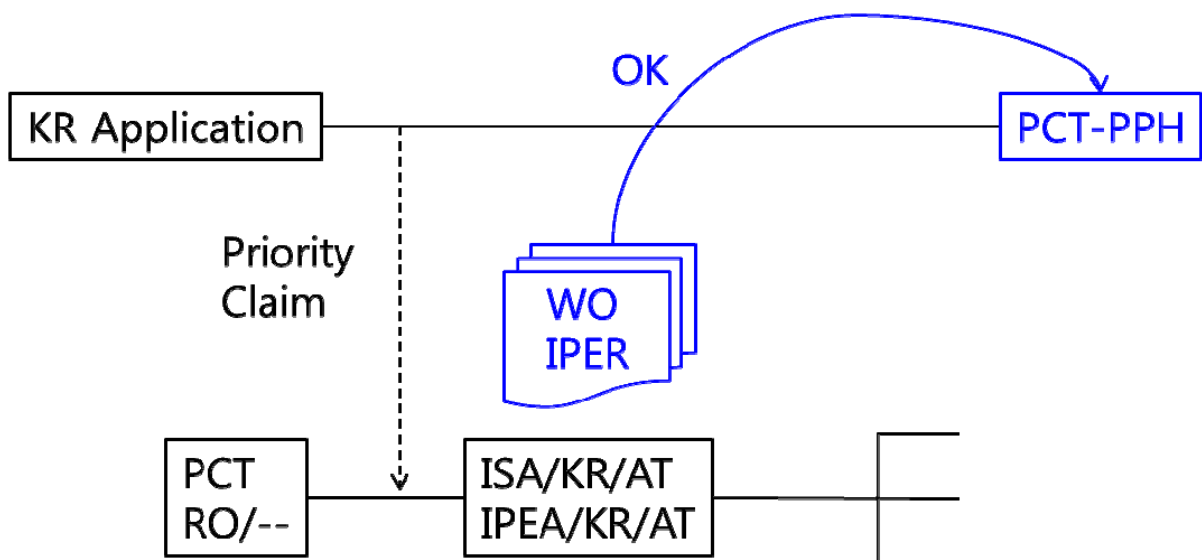 OK
KR Application
PCT-PPH
Priority
Claim
WO
IPER
PCT
RO/--
ISA/KR/AT
IPEA/KR/AT